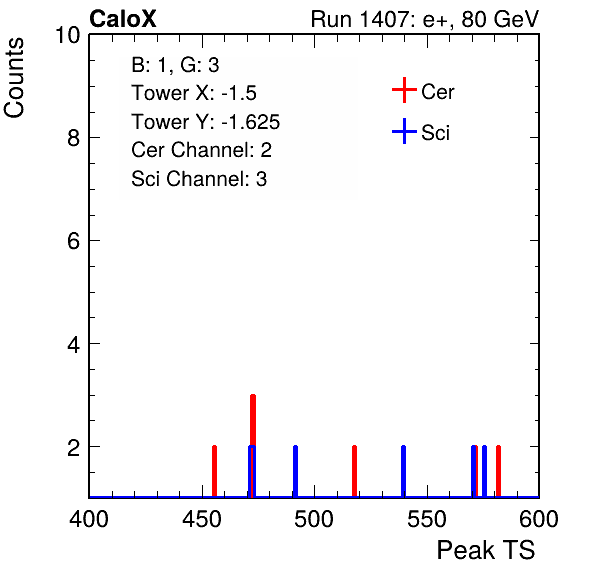 CaloX Run 1407: e+, 80 GeV
Counts
10
8
6
4
2
B: 1, G: 3
Tower X: -1.5
Tower Y: -1.625
Cer Channel: 2
Sci Channel: 3
Cer
Sci
400 450 500 550 600
Peak TS